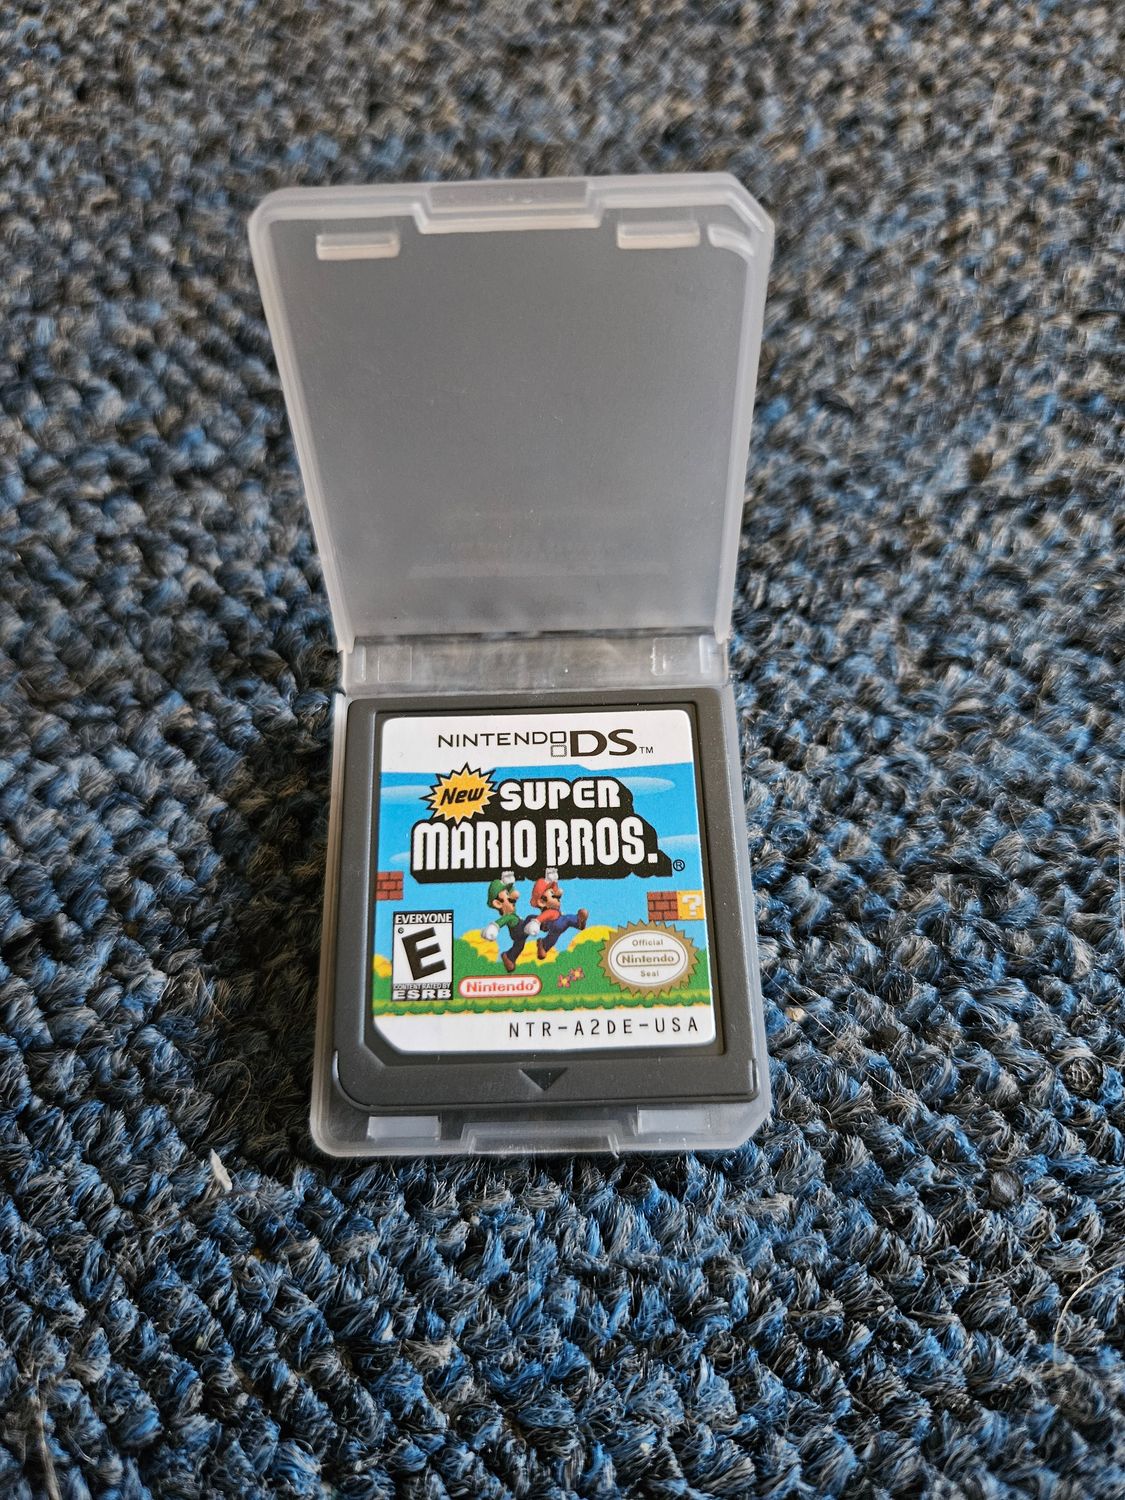 NINTENDO DS™
New SUPER
MARIO BROS.®
?
EVERYONE
E
CONTENT RATED BY
ESRB
Nintendo®
Official
Nintendo
Seal
NTR-A2DE-USA